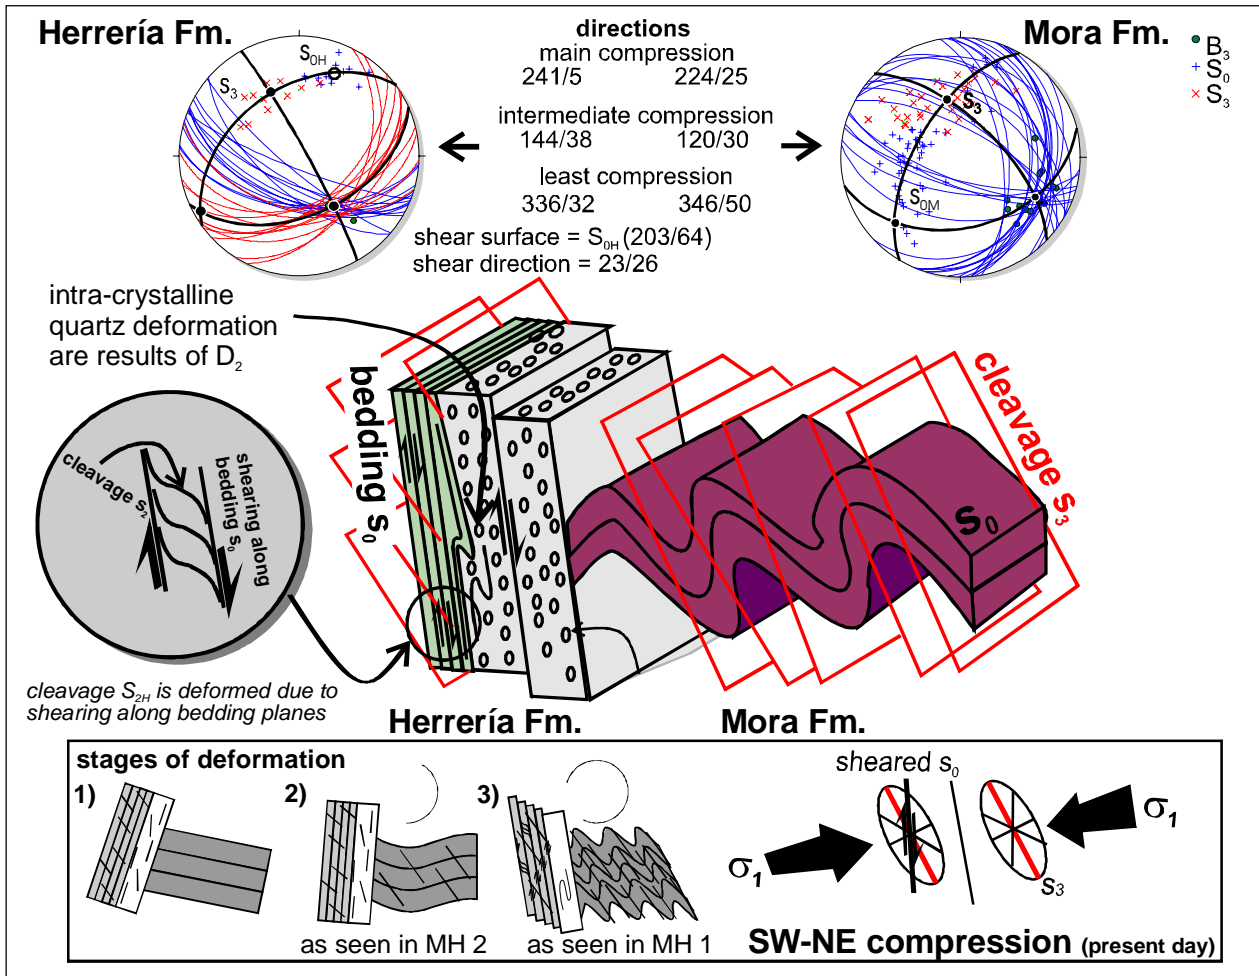 Herrería Fm.
S0H
S3
directions
main compression
241/5 224/25
intermediate compression
144/38 120/30
least compression
336/32 346/50
shear surface = S0H (203/64)
shear direction = 23/26
Mora Fm.
S3
S0M
B3
S0
S3
intra-crystalline
quartz deformation
are results of D2
bedding s0
cleavage s3
s0
cleavage s2
shearing along
bedding s0
cleavage S2H is deformed due to
shearing along bedding planes
Herrería Fm.
Mora Fm.
stages of deformation
1)
2)
3)
as seen in MH 2
as seen in MH 1
sheared s0
σ1
σ1
s3
SW-NE compression (present day)